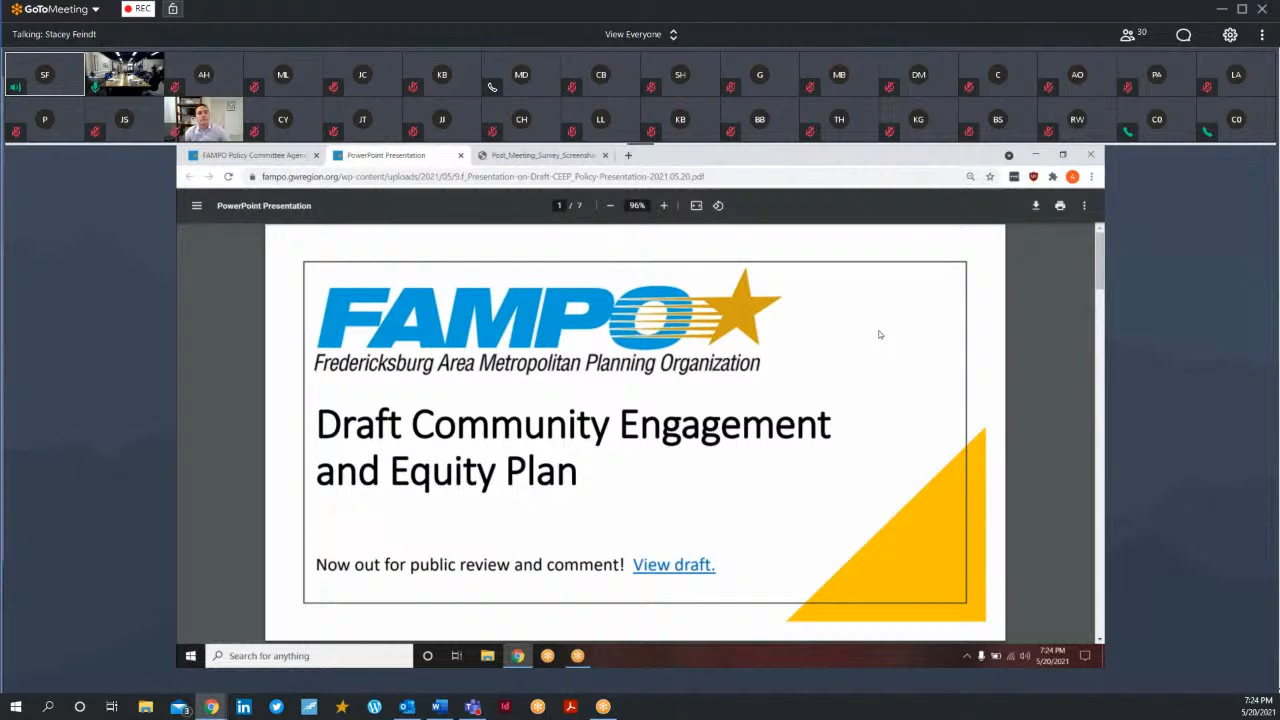 GoToMeeting
REC
Talking: Stacey Feindt
View Everyone
30
SF
AH
ML
JC
KB
MD
CB
SH
G
MB
DM
C
AO
PA
LA
P
JS
CY
JT
JJ
CH
LL
KB
BB
TH
KG
BS
RW
C0
C0
FAMPO Policy Committee Agen
PowerPoint Presentation
Post_Meeting_Survey_Screensha
fampo.gwregion.org/wp-content/uploads/2021/05/9.f_Presentation-on-Draft-CEEP_Policy-Presentation-2021.05.20.pdf
PowerPoint Presentation
1 / 7
96%
FAMPO
Fredericksburg Area Metropolitan Planning Organization
Draft Community Engagement
and Equity Plan
Now out for public review and comment! View draft.
Search for anything
7:24 PM
5/20/2021
7:24 PM
5/20/2021